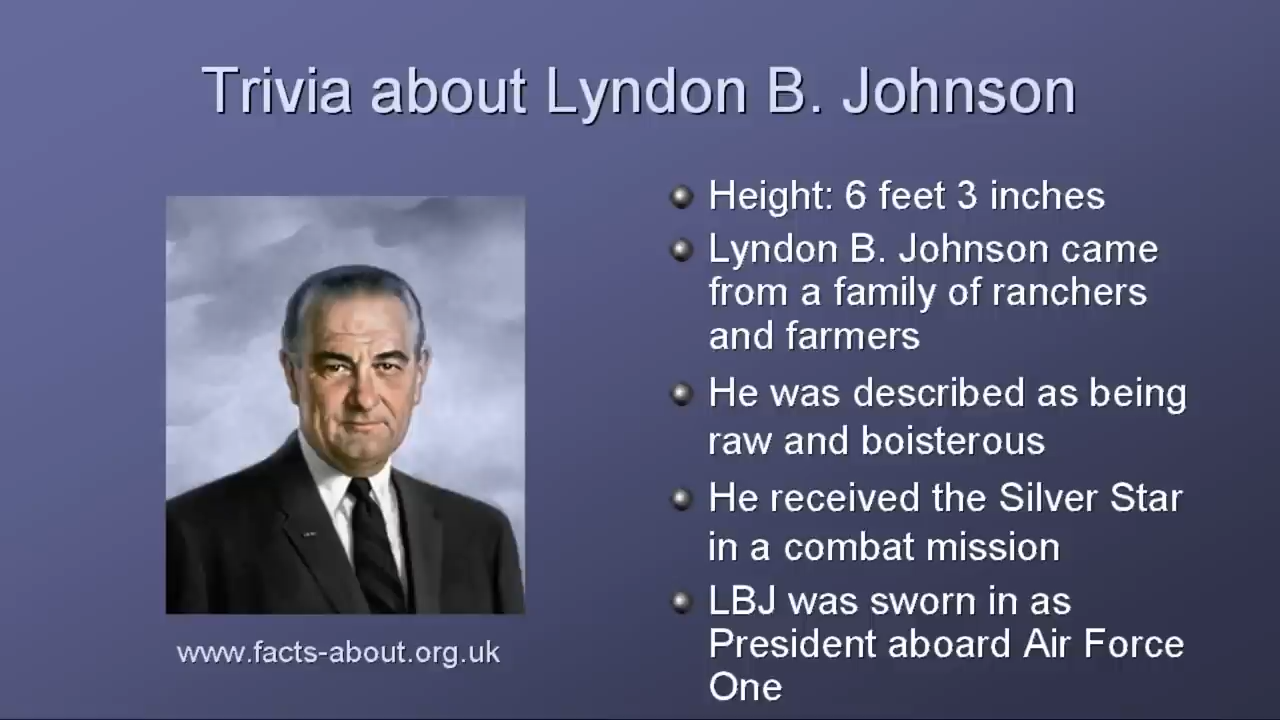 Trivia about Lyndon B. Johnson
Height: 6 feet 3 inches
Lyndon B. Johnson came
from a family of ranchers
and farmers
He was described as being
raw and boisterous
He received the Silver Star
in a combat mission
LBJ was sworn in as
President aboard Air Force
One
www.facts-about.org.uk